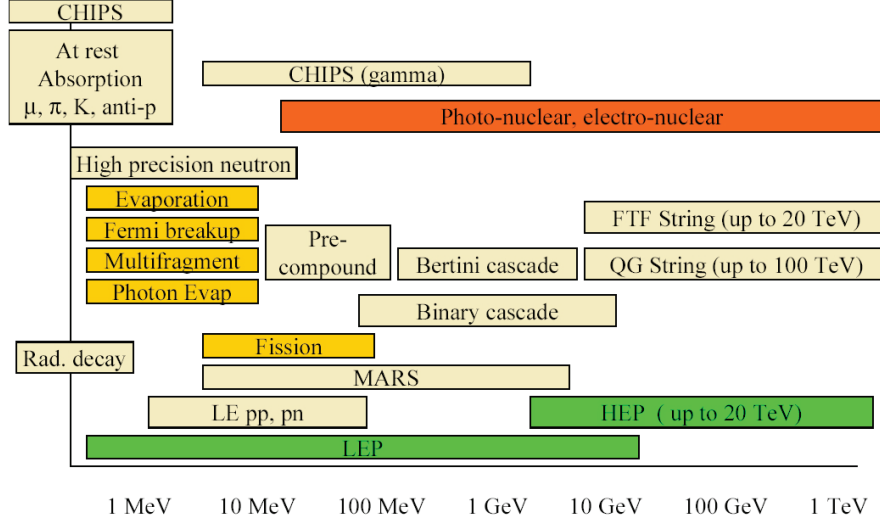 CHIPS
At rest
Absorption
μ, π, K, anti-p
CHIPS (gamma)
Photo-nuclear, electro-nuclear
High precision neutron
Evaporation
Fermi breakup
Multifragment
Photon Evap
Pre-
compound
Bertini cascade
FTF String (up to 20 TeV)
QG String (up to 100 TeV)
Binary cascade
Fission
Rad. decay
MARS
LE pp, pn
HEP ( up to 20 TeV)
LEP
1 MeV 10 MeV 100 MeV 1 GeV 10 GeV 100 GeV 1 TeV